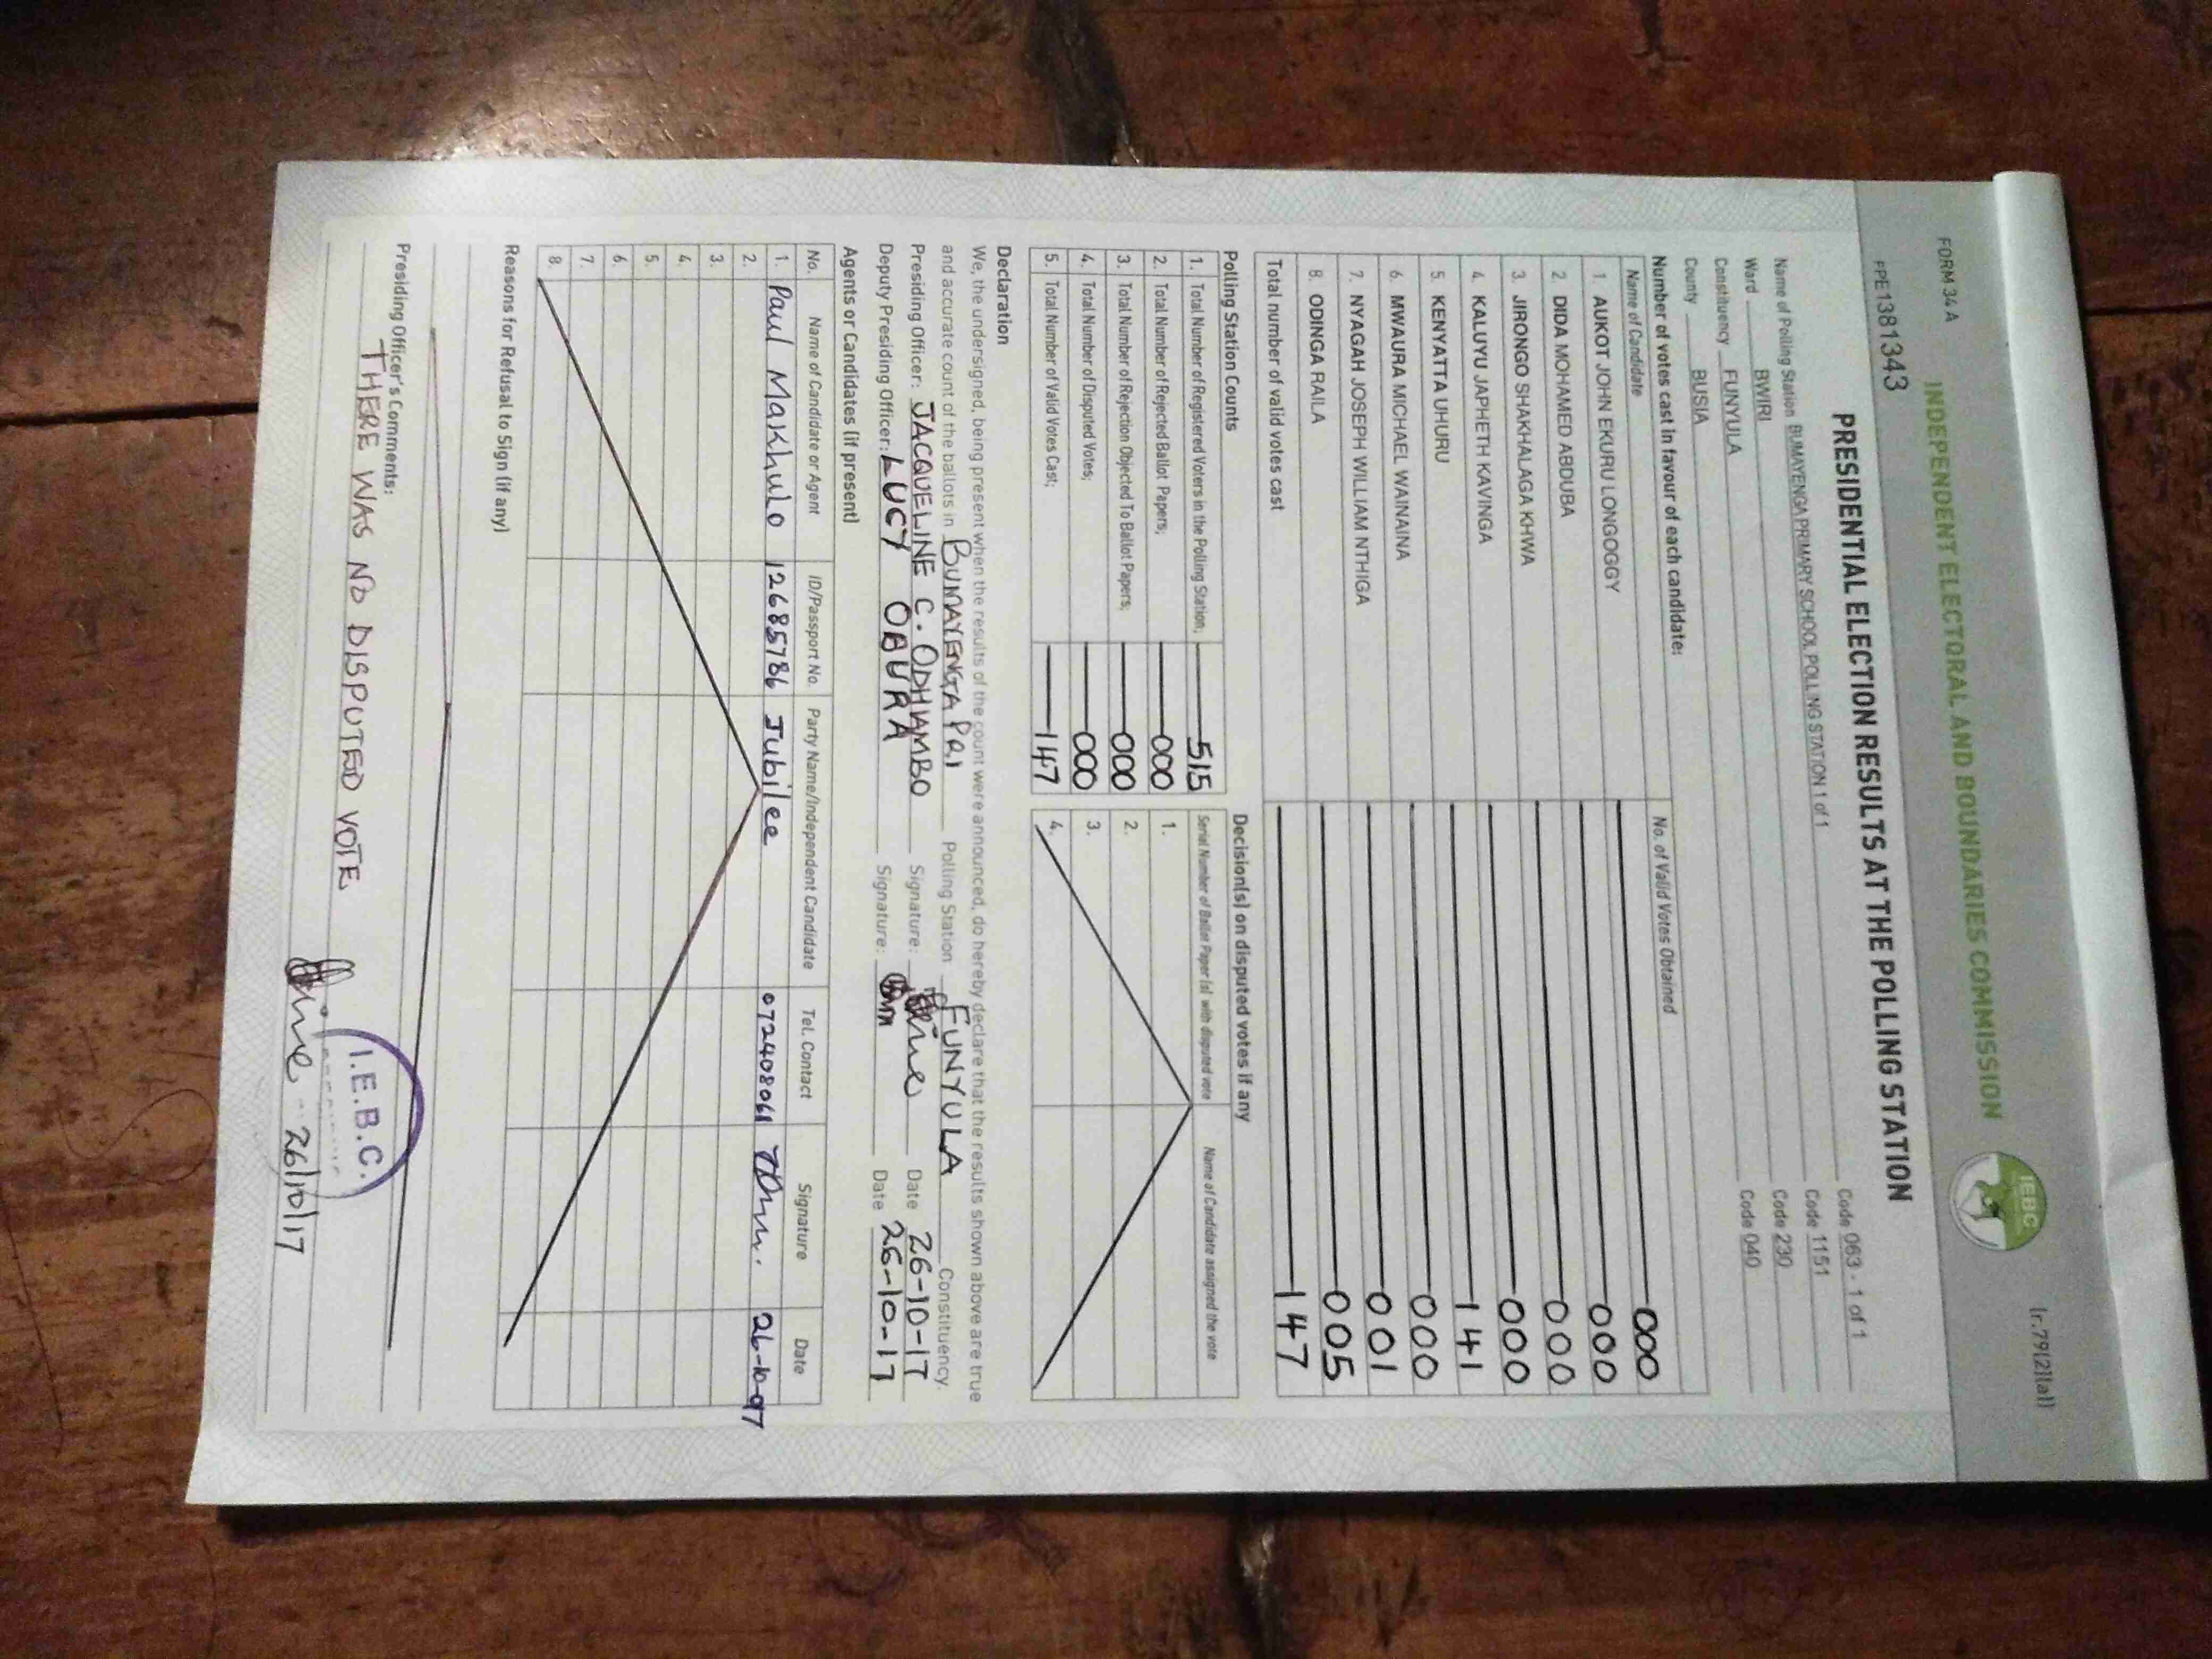 FORM 34 A
(r.79(2)(a))
INDEPENDENT ELECTORAL AND BOUNDARIES COMMISSION
IEBC
FPE1381343
PRESIDENTIAL ELECTION RESULTS AT THE POLLING STATION
Name of Polling Station BUMAYENGA PRIMARY SCHOOL POLLING STATION 1 of 1 Code 063 - 1 of 1
Ward BWIRI Code 1151
Constituency FUNYULA Code 230
County BUSIA Code 040
Number of votes cast in favour of each candidate:
Name of Candidate No. of Valid Votes Obtained
1. AUKOT JOHN EKURU LONGOGGY 000
2. DIDA MOHAMED ABDUBA 000
3. JIRONGO SHAKHALAGA KHWA 000
4. KALUYU JAPHETH KAVINGA 000
5. KENYATTA UHURU 141
6. MWAURA MICHAEL WAINAINA 000
7. NYAGAH JOSEPH WILLIAM NTHIGA 001
8. ODINGA RAILA 005
Total number of valid votes cast 147
Polling Station Counts
1. Total Number of Registered Voters in the Polling Station; 515
2. Total Number of Rejected Ballot Papers; 000
3. Total Number of Rejection Objected To Ballot Papers; 000
4. Total Number of Disputed Votes; 000
5. Total Number of Valid Votes Cast; 147
Decision(s) on disputed votes if any
Serial Number of Ballot Paper (s) with disputed vote Name of Candidate assigned the vote
1.
2.
3.
4.
Declaration
We, the undersigned, being present when the results of the count were announced, do hereby declare that the results shown above are true
and accurate count of the ballots in BUMAYENGA PRI Polling Station FUNYULA Constituency.
Presiding Officer: JACQUELINE C. ODHIAMBO Signature: Date 26-10-17
Deputy Presiding Officer: LUCY OBURA Signature: Date 26-10-17
Agents or Candidates (if present)
No. Name of Candidate or Agent ID/Passport No. Party Name/Independent Candidate Tel. Contact Signature Date
1. Paul Makhulo 12685786 Jubilee 0724080611 26-10-97
2.
3.
4.
5.
6.
7.
8.
Reasons for Refusal to Sign (if any)
Presiding Officer's Comments:
THERE WAS NO DISPUTED VOTE
I.E.B.C.
26/10/17